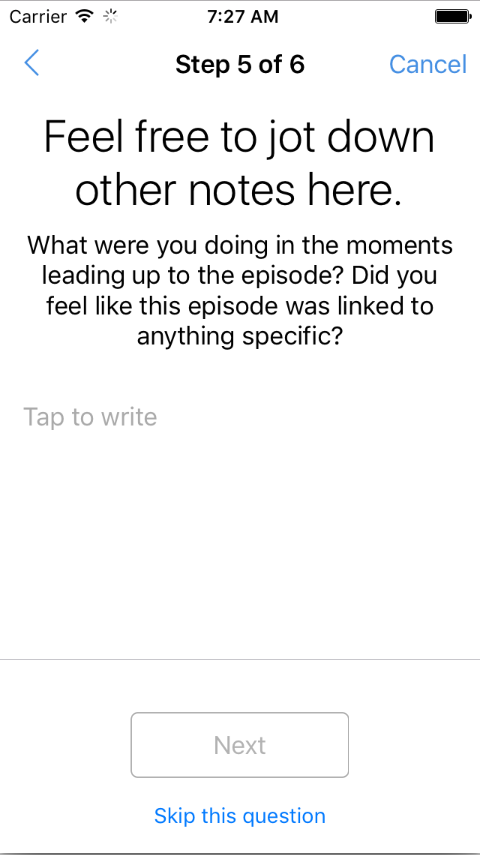 Carrier 7:27 AM
Step 5 of 6 Cancel
Feel free to jot down
other notes here.
What were you doing in the moments
leading up to the episode? Did you
feel like this episode was linked to
anything specific?
Tap to write
Next
Skip this question